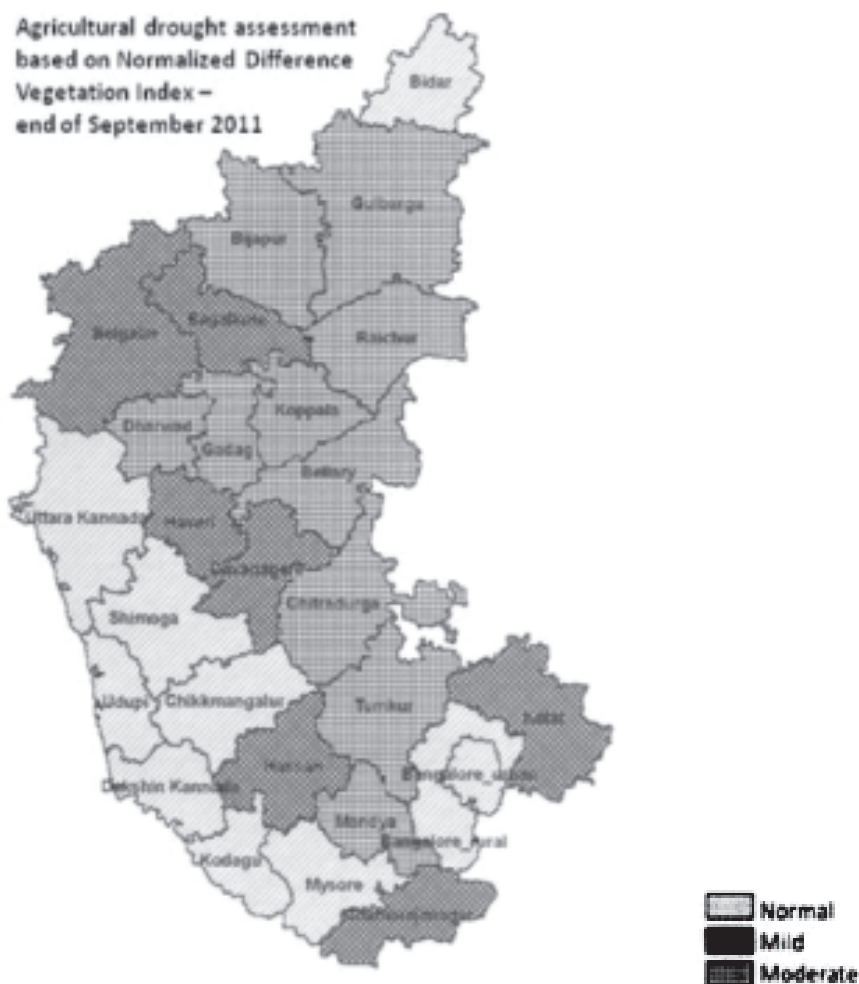 Agricultural drought assessment
based on Normalized Difference
Vegetation Index –
end of September 2011
Bidar
Gulbarga
Bijapur
Bagalkote
Belgaum
Raichur
Koppala
Dharwad
Gadag
Bellary
Uttara Kannada
Haveri
Davanagere
Chitradurga
Shimoga
Udupi
Chikkmangalur
Tumkur
Kolar
Hassan
Bangalore_urban
Dakshin Kannada
Mandya
Bangalore_rural
Kodagu
Mysore
Normal
Mild
Moderate